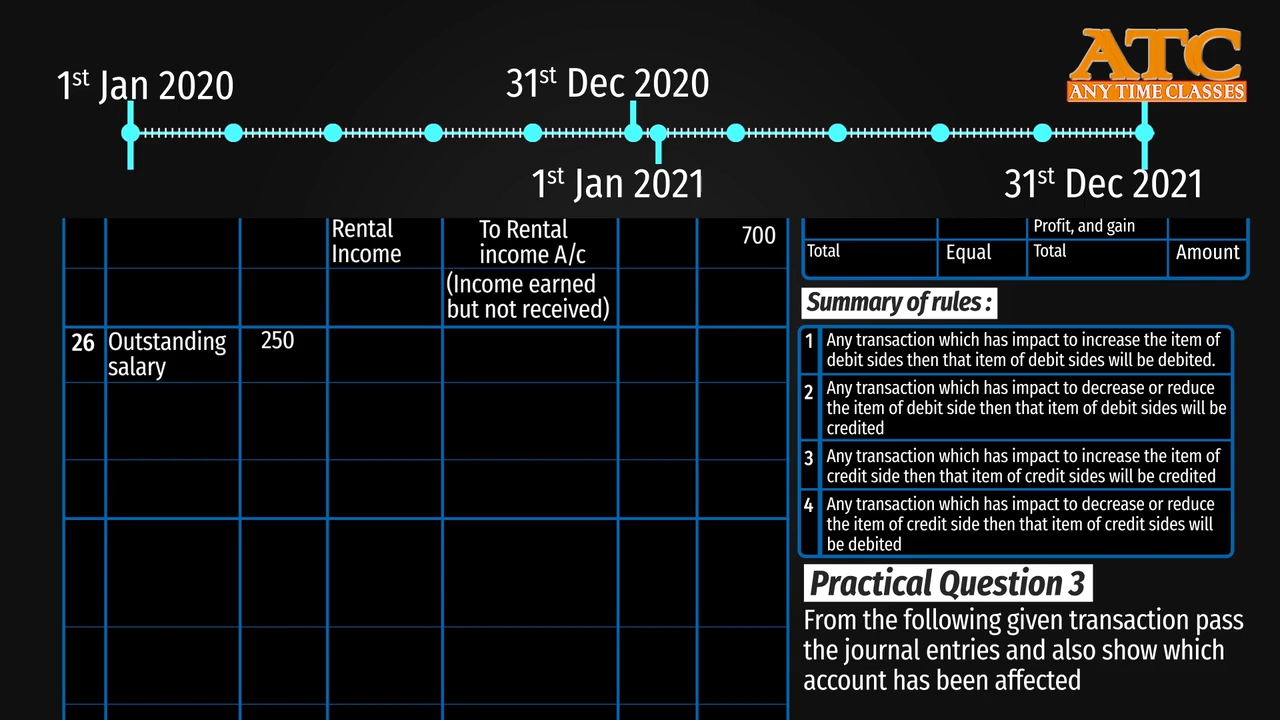 ATC
ANY TIME CLASSES
1st Jan 2020
31st Dec 2020
1st Jan 2021
31st Dec 2021
Rental
Income
To Rental
income A/c
700
(Income earned
but not received)
26
Outstanding
salary
250
Profit, and gain
Total
Equal
Total
Amount
Summary of rules :
1
Any transaction which has impact to increase the item of
debit sides then that item of debit sides will be debited.
2
Any transaction which has impact to decrease or reduce
the item of debit side then that item of debit sides will be
credited
3
Any transaction which has impact to increase the item of
credit side then that item of credit sides will be credited
4
Any transaction which has impact to decrease or reduce
the item of credit side then that item of credit sides will
be debited
Practical Question 3
From the following given transaction pass
the journal entries and also show which
account has been affected